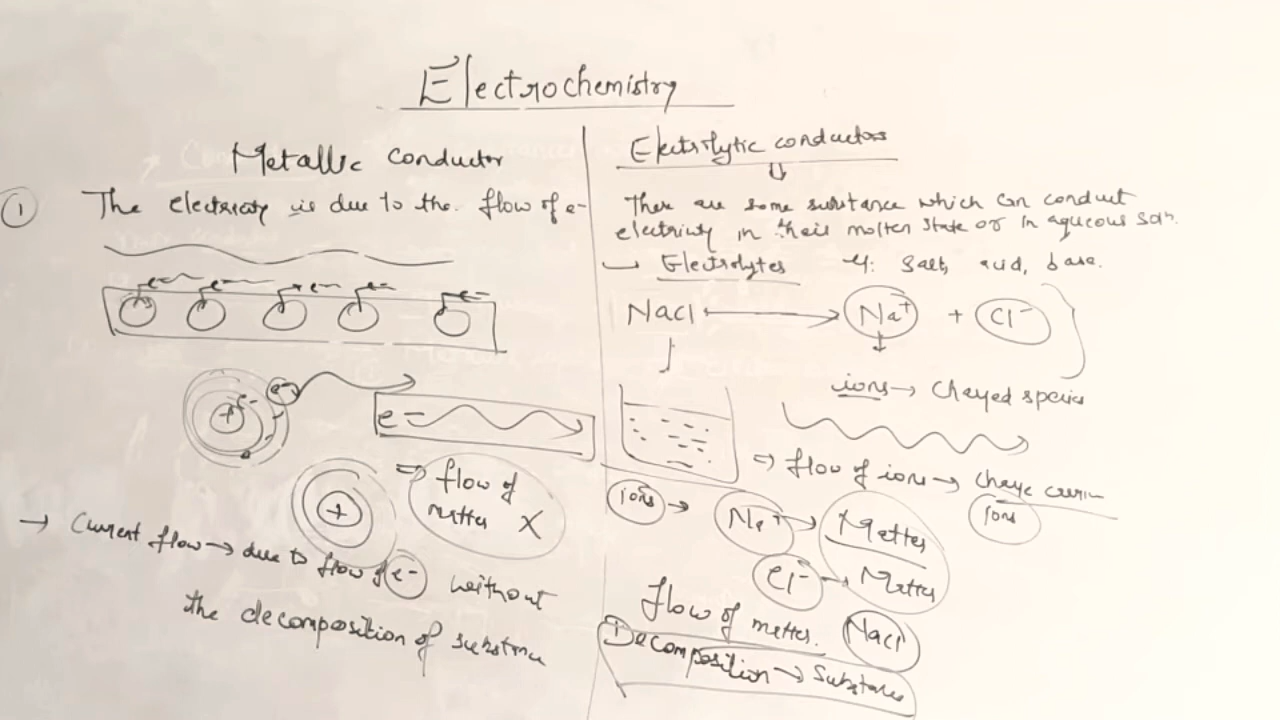 Electrochemistry
Metallic conductor
① The electricity is due to the flow of e-
e- e- e- e- e-
+ e- e-
e-
⇒ flow of
matter X
+
→ Current flow → due to flow of e- without
the decomposition of substance
Electrolytic conductors
⇓
There are some substance which can conduct
electricity in their molten state or in aqueous soln.
Electrolytes eg: Salt, acid, base.
NaCl → Na+ + Cl-
ions → Charged species
⇒ flow of ions → Charge carrier
ions → Na+ → Matter ions
Cl- → Matter
flow of matter. NaCl
Decomposition → Substances